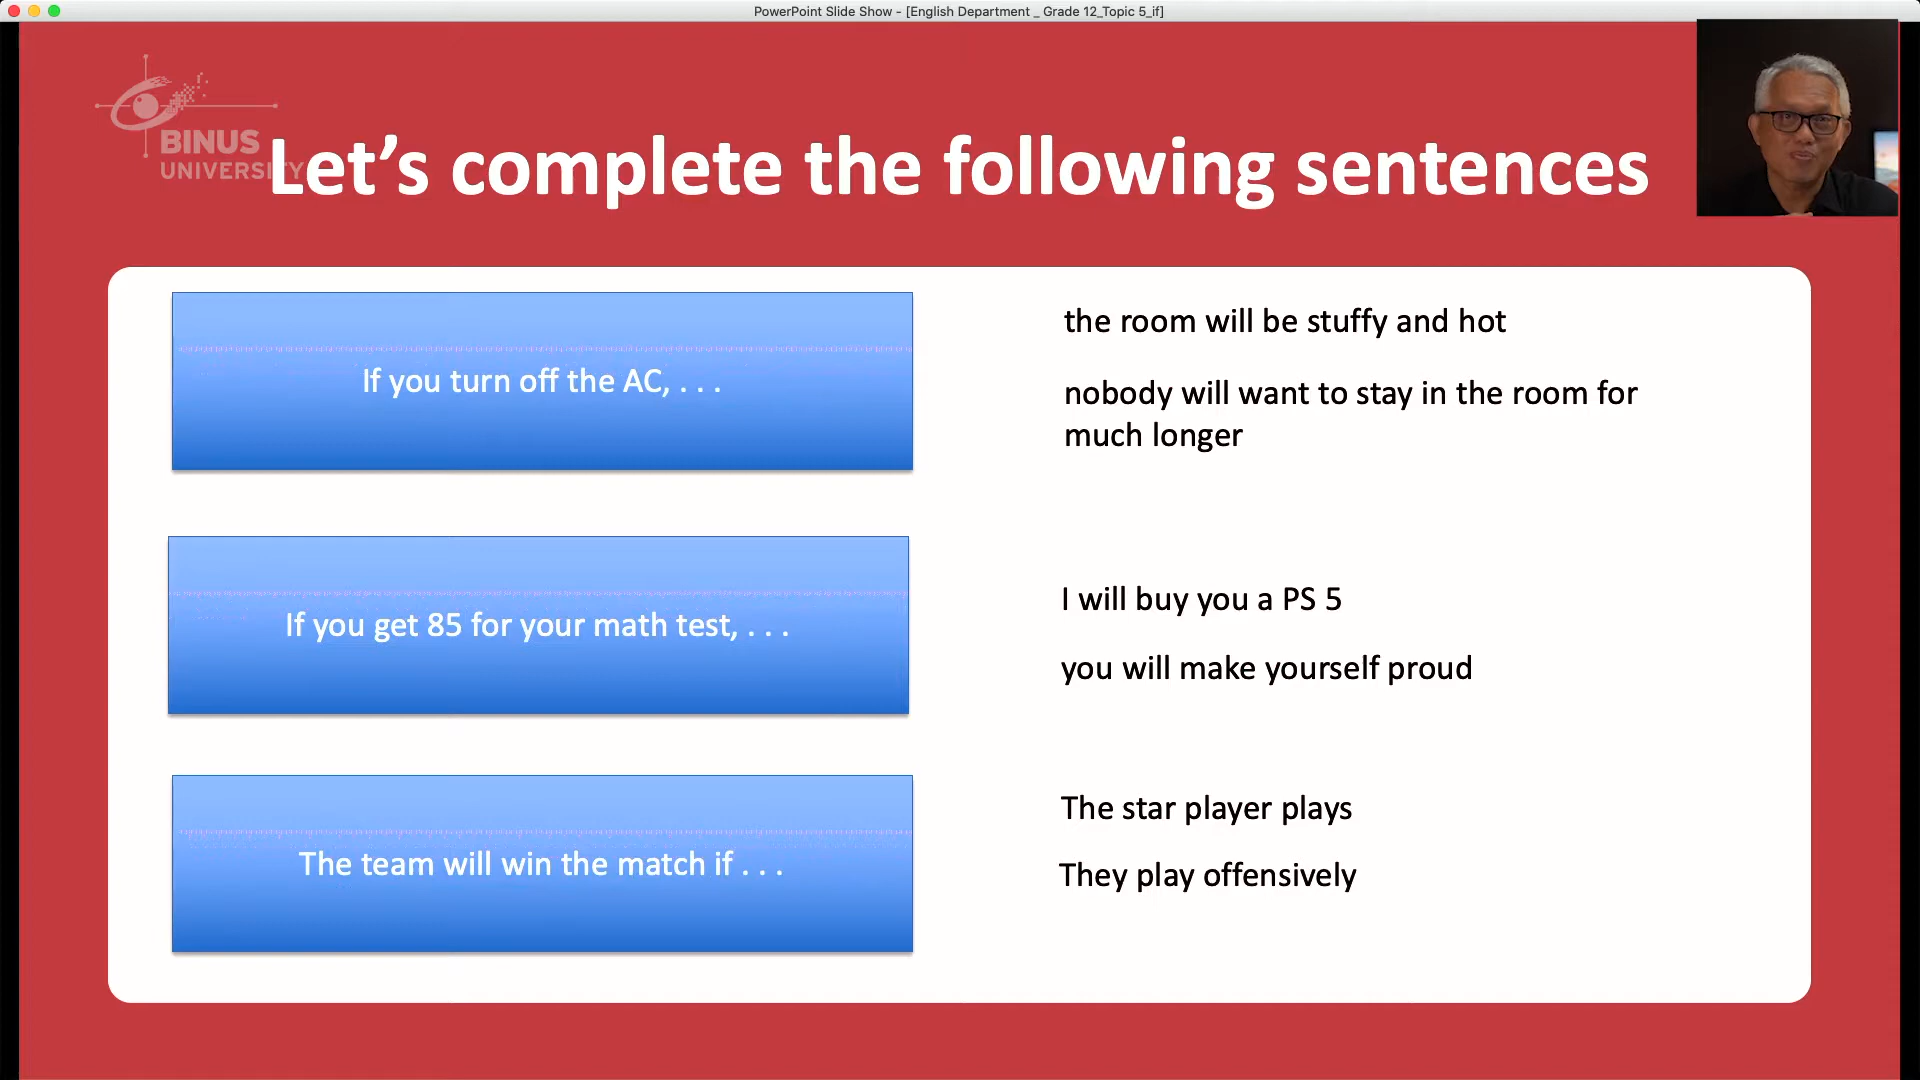 PowerPoint Slide Show - [English Department _ Grade 12_Topic 5_if]
BINUS
UNIVERSITY
Let’s complete the following sentences
If you turn off the AC, . . .
the room will be stuffy and hot
nobody will want to stay in the room for
much longer
If you get 85 for your math test, . . .
I will buy you a PS 5
you will make yourself proud
The team will win the match if . . .
The star player plays
They play offensively